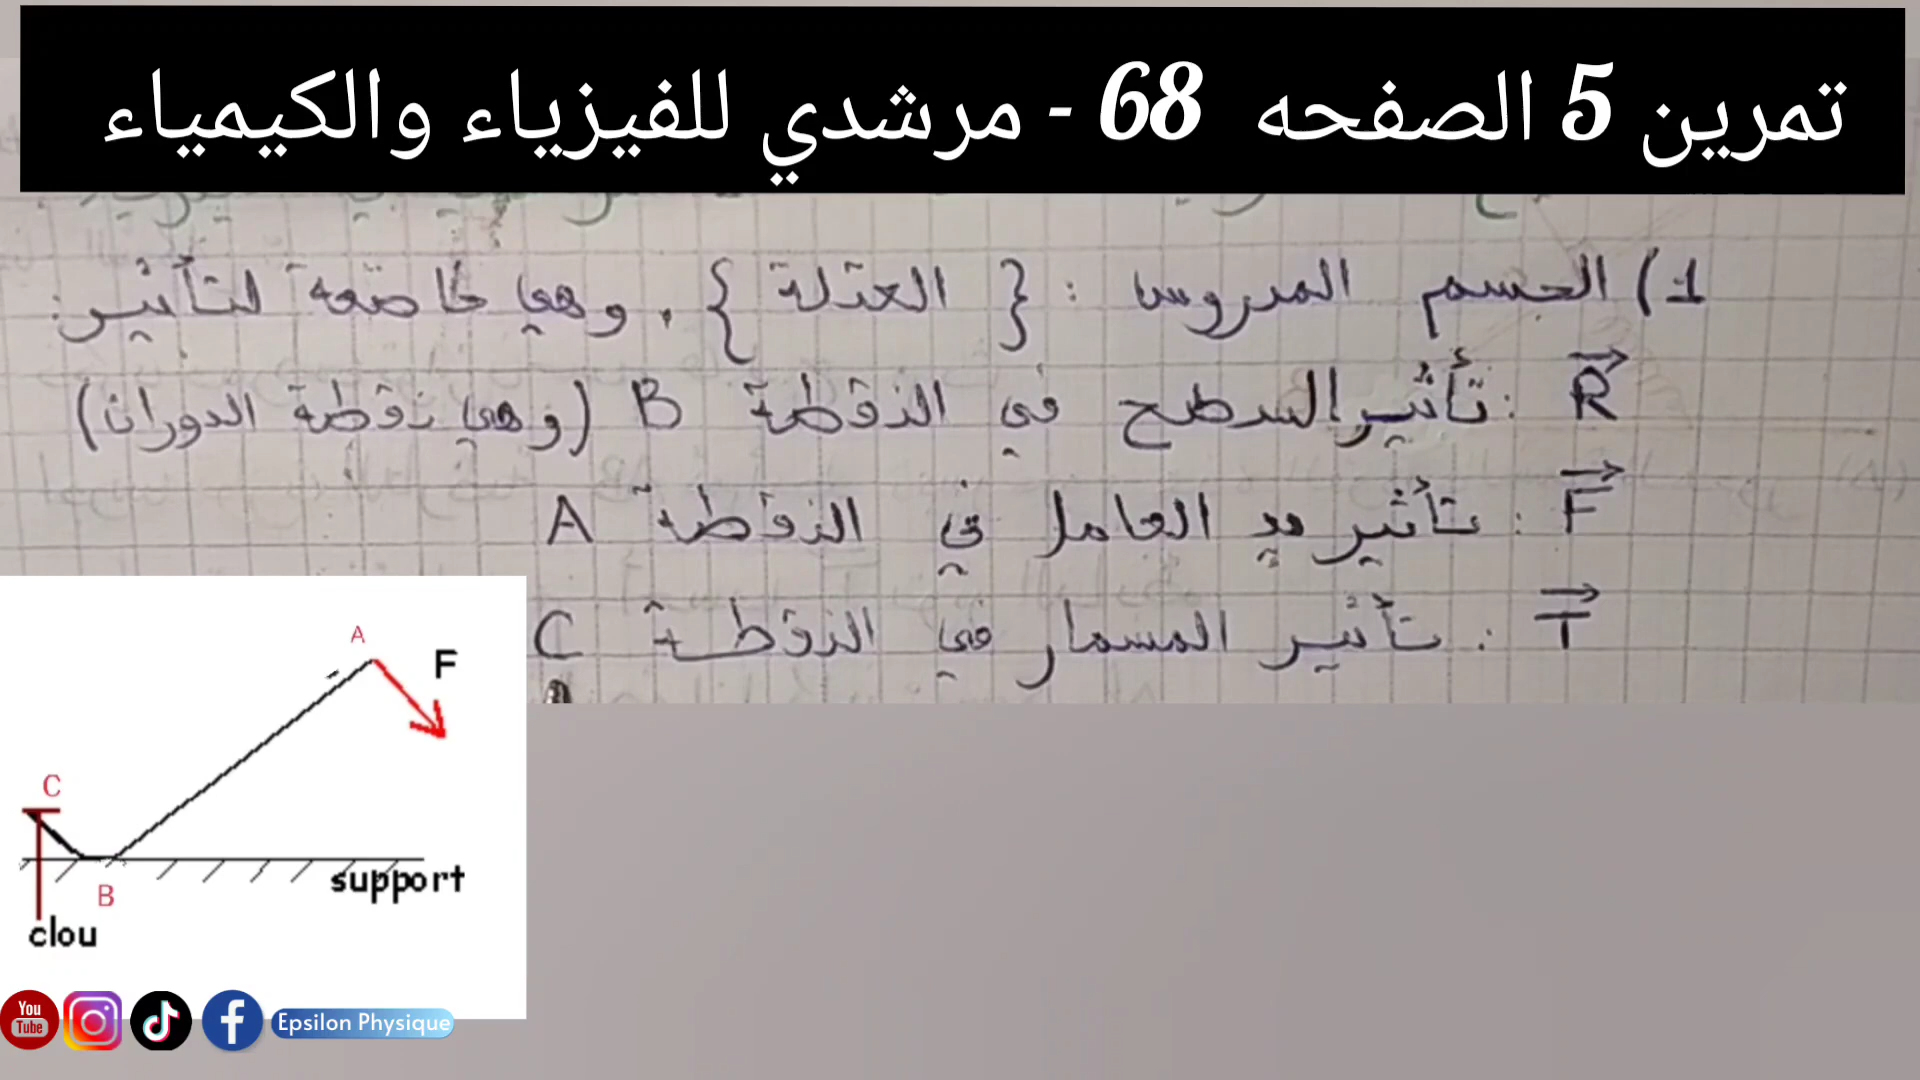 تمرين 5 الصفحه 68 - مرشدي للفيزياء والكيمياء
1) الجسم المدروس : { العتلة } . وهي خاضعة لتأثير:
R : تأثير السطح في النقطة B (وهي نقطة الدوران)
F : تأثير يد العامل في النقطة A
T : تأثير المسمار في النقطة C
A
F
C
B
support
clou
You
Tube
Epsilon Physique